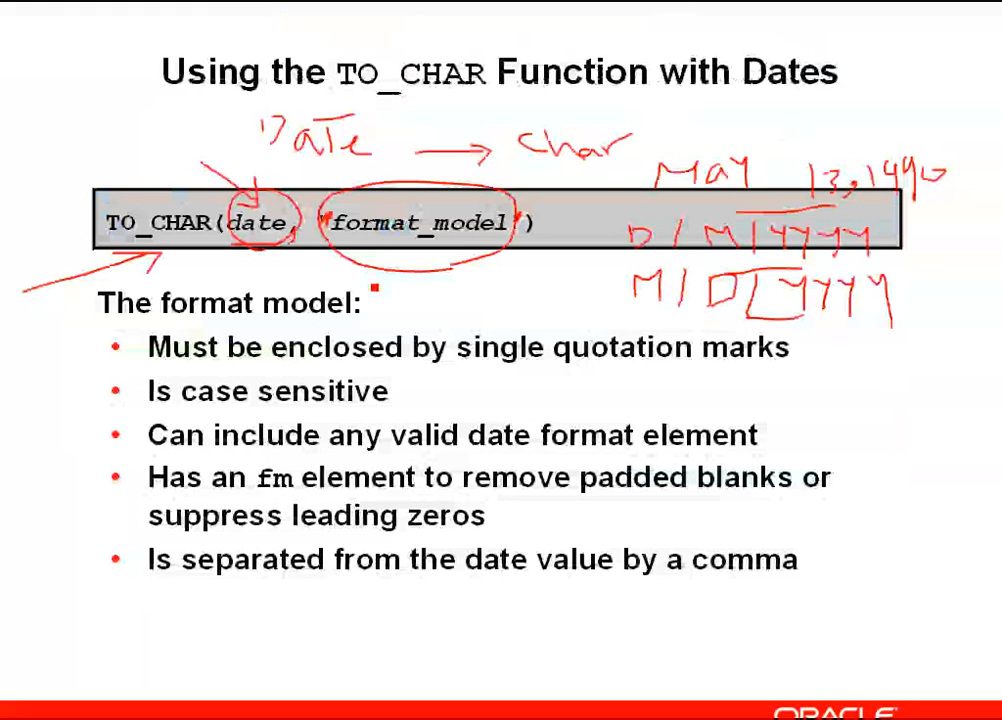 Using the TO_CHAR Function with Dates
DATE → Char
MAY 13, 1990
TO_CHAR(date, 'format_model')
D / M / YYYY
M / D / YYYY
The format model:
• Must be enclosed by single quotation marks
• Is case sensitive
• Can include any valid date format element
• Has an fm element to remove padded blanks or
suppress leading zeros
• Is separated from the date value by a comma
ORACLE